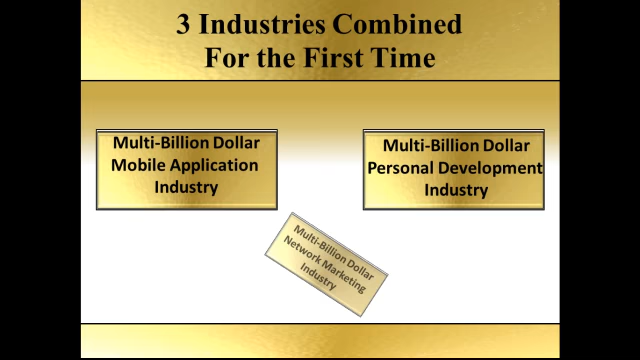 3 Industries Combined
For the First Time
Multi-Billion Dollar
Mobile Application
Industry
Multi-Billion Dollar
Personal Development
Industry
Multi-Billion Dollar
Network Marketing
Industry